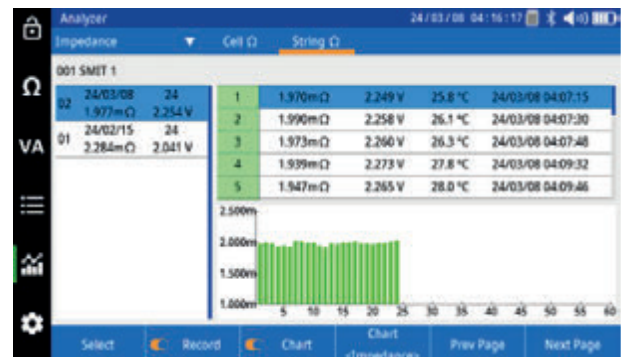 Analyzer 24/03/08 04:16:17
Impedance ▼ Cell Ω String Ω
001 SMIT 1
Ω
VA
02 24/03/08 24
1.977mΩ 2.254 V
01 24/02/15 24
2.284mΩ 2.041 V
1 1.970mΩ 2.249 V 25.8 ℃ 24/03/08 04:07:15
2 1.990mΩ 2.258 V 26.1 ℃ 24/03/08 04:07:30
3 1.973mΩ 2.260 V 26.3 ℃ 24/03/08 04:07:48
4 1.939mΩ 2.273 V 27.8 ℃ 24/03/08 04:09:32
5 1.947mΩ 2.265 V 28.0 ℃ 24/03/08 04:09:46
2.500m
2.000m
1.500m
1.000m
5 10 15 20 25 30 35 40 45 50 55 60
Select Record Chart Chart Prev Page Next Page
<Impedance>